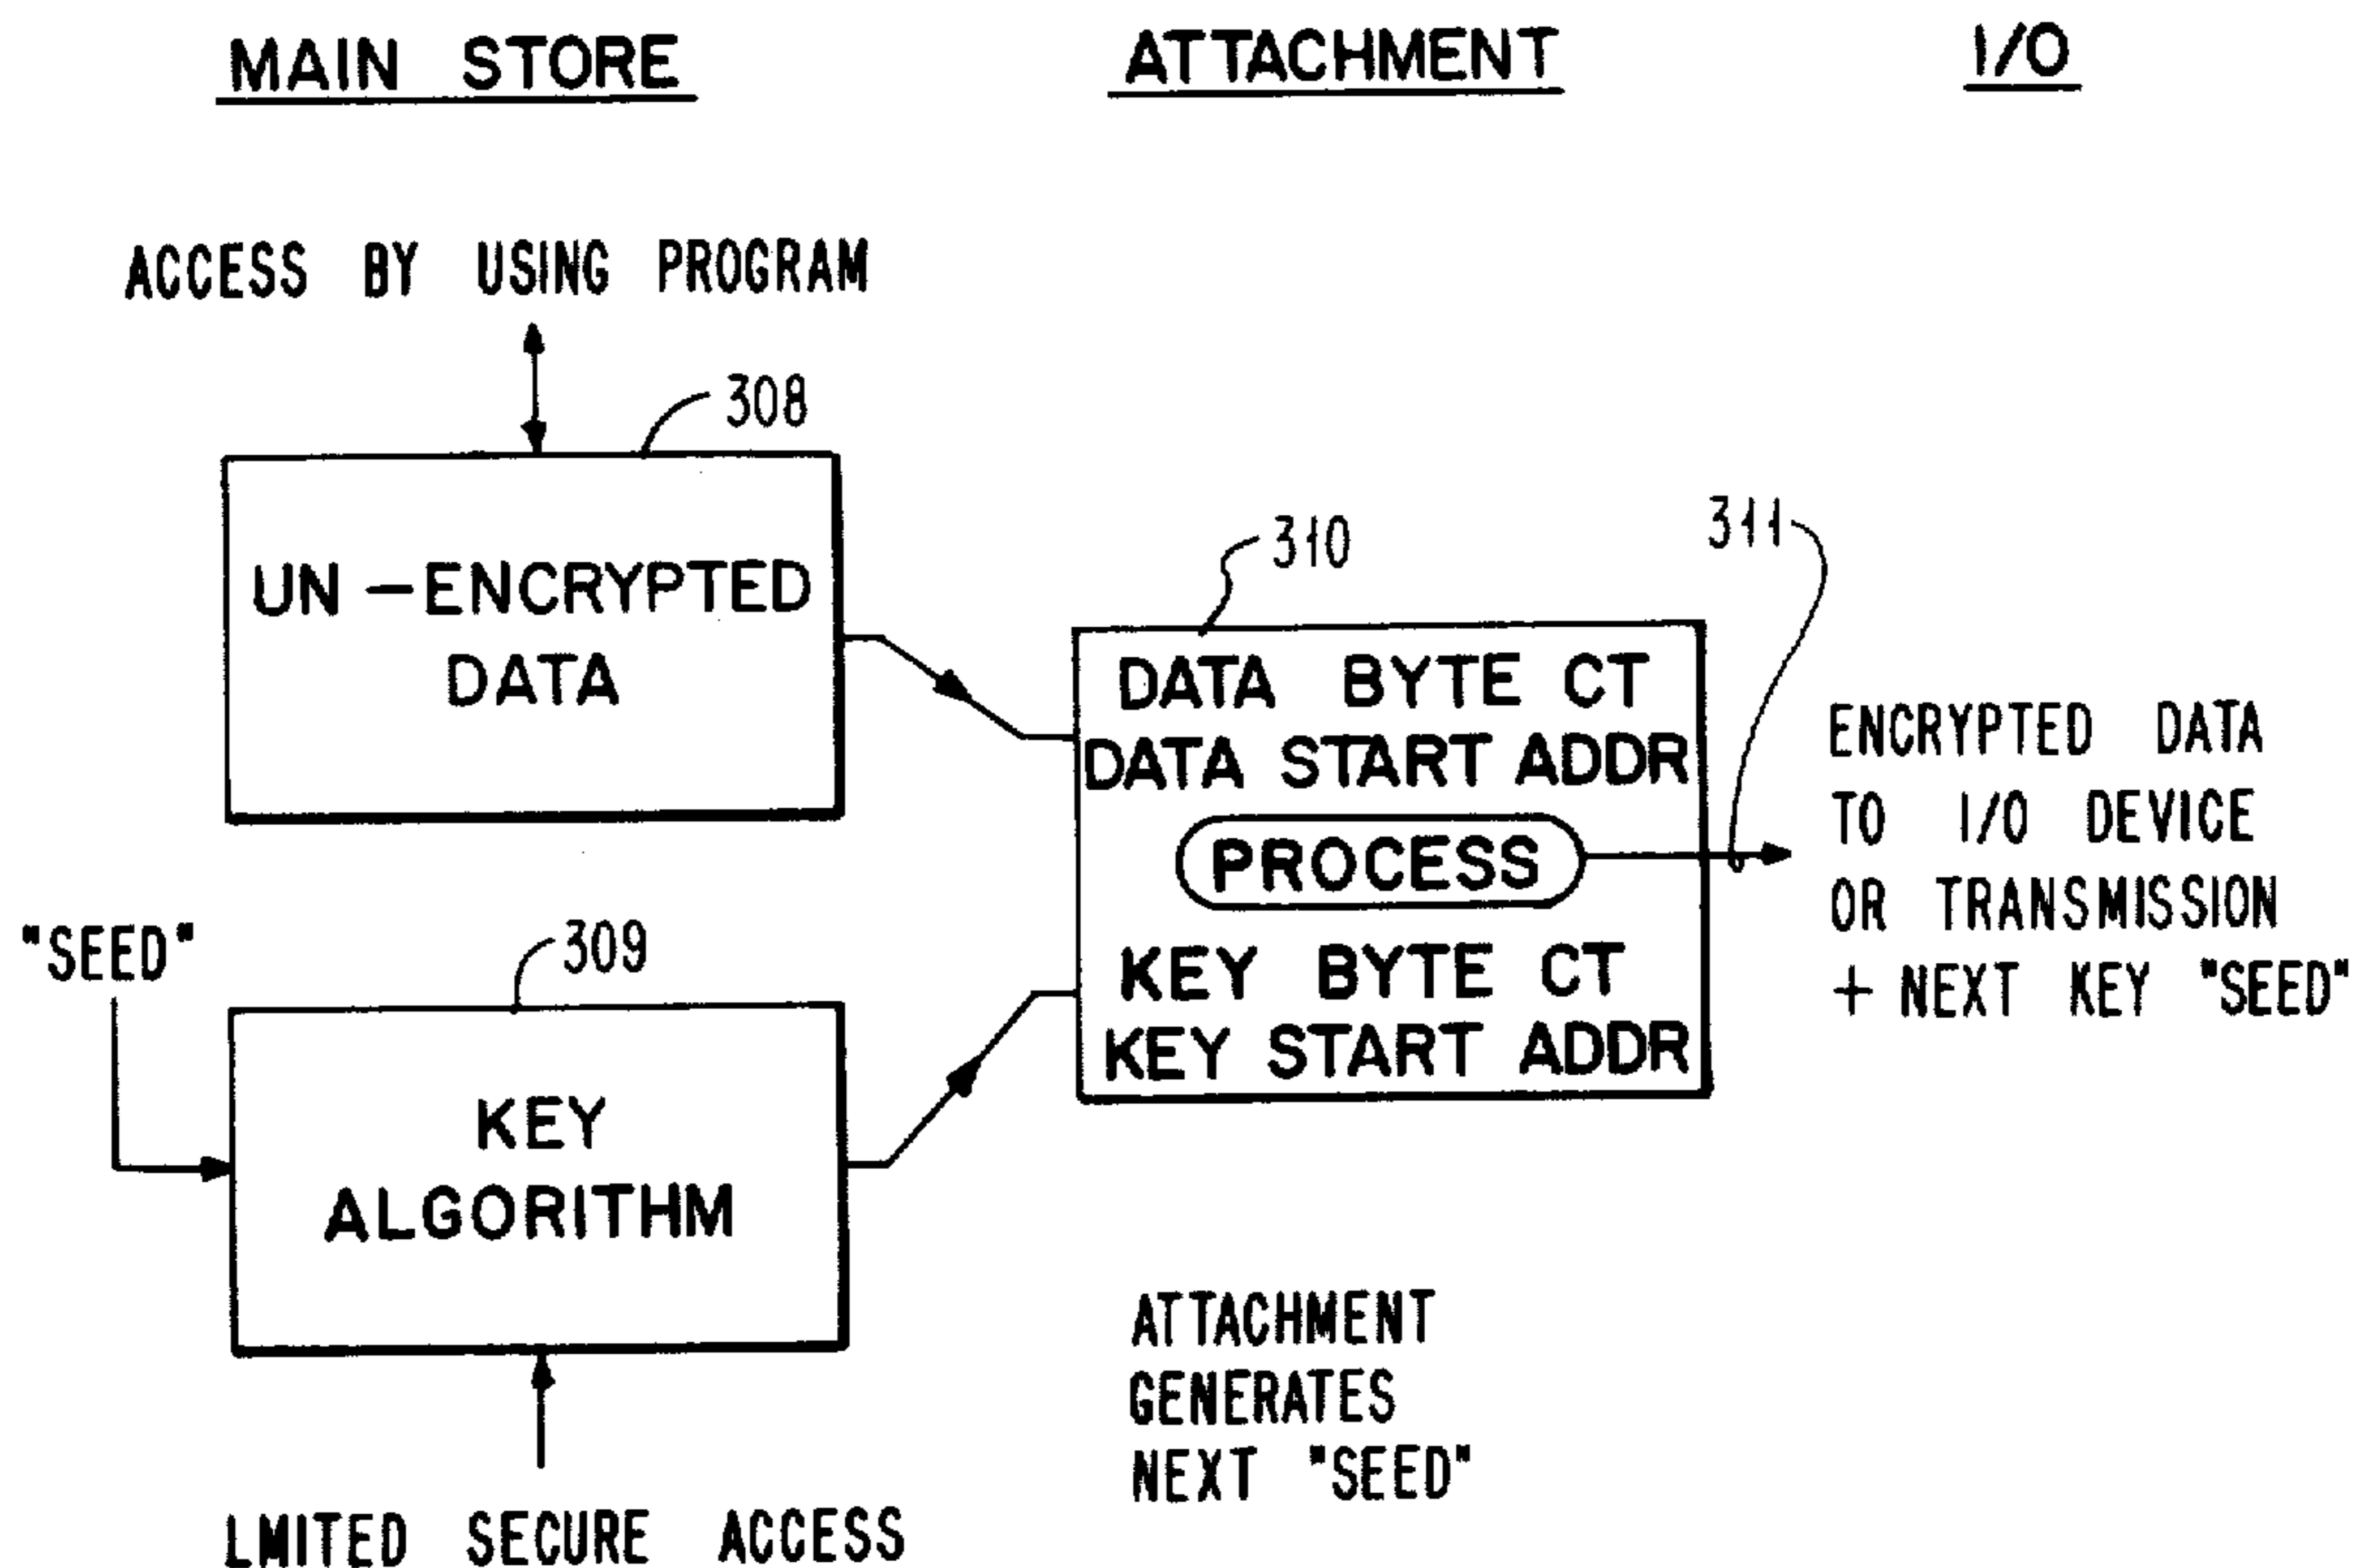 MAIN STORE
ATTACHMENT
I/O
ACCESS BY USING PROGRAM
308
UN-ENCRYPTED
DATA
310
311
DATA BYTE CT
DATA START ADDR
PROCESS
KEY BYTE CT
KEY START ADDR
ENCRYPTED DATA
TO I/O DEVICE
OR TRANSMISSION
+ NEXT KEY "SEED"
"SEED"
309
KEY
ALGORITHM
ATTACHMENT
GENERATES
NEXT "SEED"
LMITED SECURE ACCESS